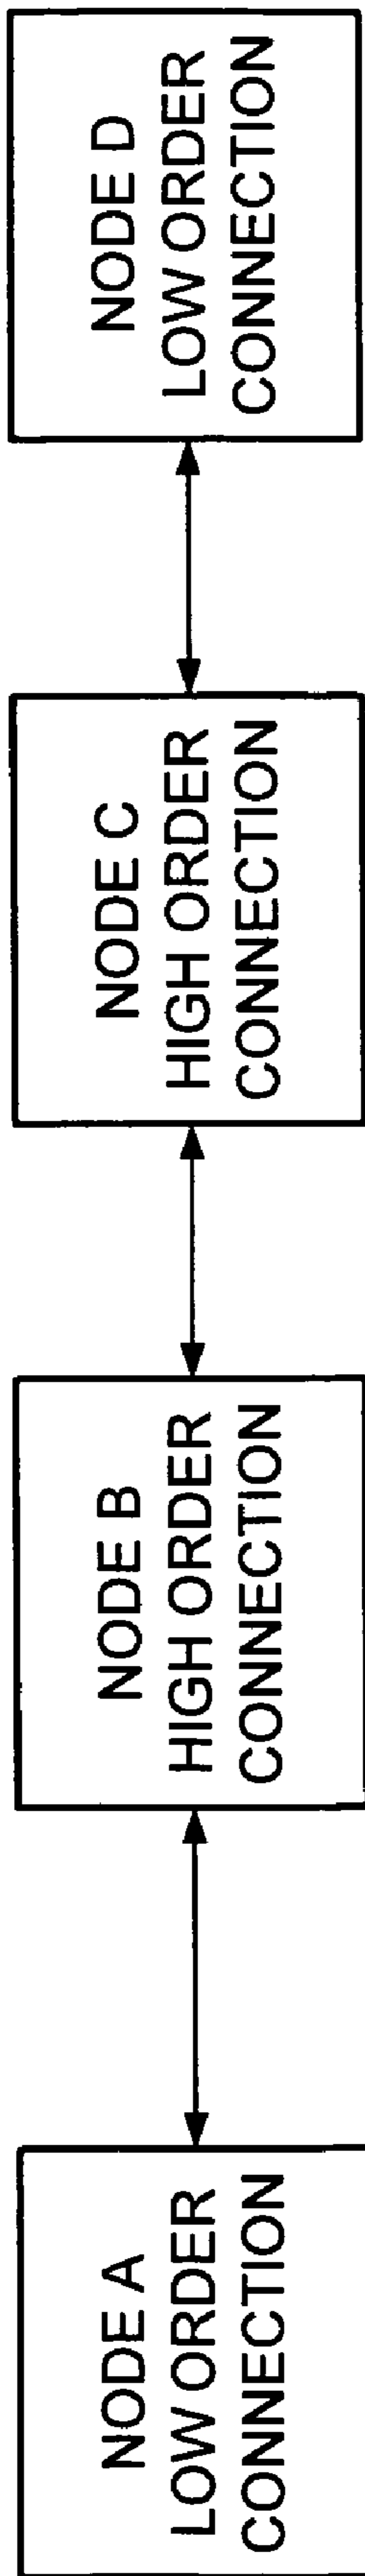 NODE A
LOW ORDER
CONNECTION
NODE B
HIGH ORDER
CONNECTION
NODE C
HIGH ORDER
CONNECTION
NODE D
LOW ORDER
CONNECTION